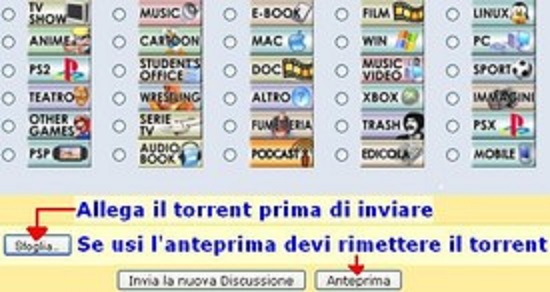 TV SHOW MUSIC E-BOOK FILM LINUX
ANIME CARTOON MAC WIN PC
PS2 STUDENT'S OFFICE DOC MUSIC VIDEO SPORT
TEATRO WRESTLING ALTRO XBOX IMMAGINI
OTHER GAMES SERIE TV FUMETTERIA TRASH PSX
PSP AUDIO BOOK PODCAST EDICOLA MOBILE
Allega il torrent prima di inviare
Sfoglia... Se usi l'anteprima devi rimettere il torrent
Invia la nuova Discussione Anteprima